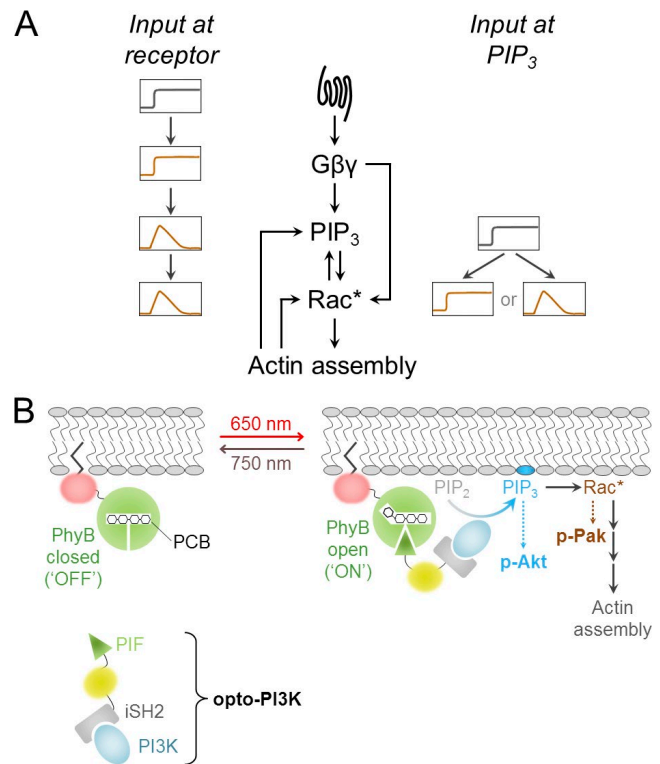 A
Input at
receptor
Input at
PIP₃
Gβγ
PIP₃
Rac*
or
Actin assembly
B
650 nm
750 nm
PhyB
closed
('OFF')
PCB
PhyB
open
('ON')
PIP₂
PIP₃
Rac*
p-Akt
p-Pak
Actin
assembly
PIF
iSH2
PI3K
opto-PI3K